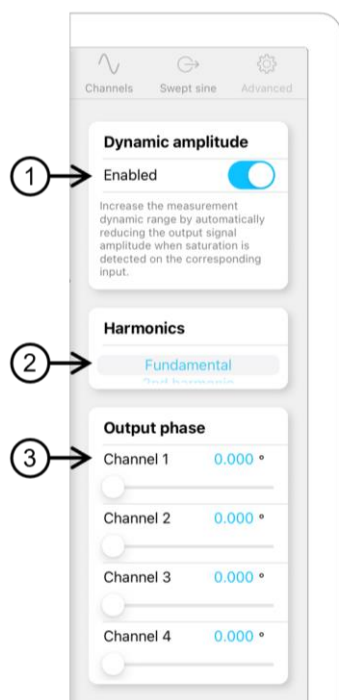 Channels Swept sine Advanced
Dynamic amplitude
1 Enabled
Increase the measurement
dynamic range by automatically
reducing the output signal
amplitude when saturation is
detected on the corresponding
input.
Harmonics
2 Fundamental
2nd harmonic
Output phase
3 Channel 1 0.000 °
Channel 2 0.000 °
Channel 3 0.000 °
Channel 4 0.000 °